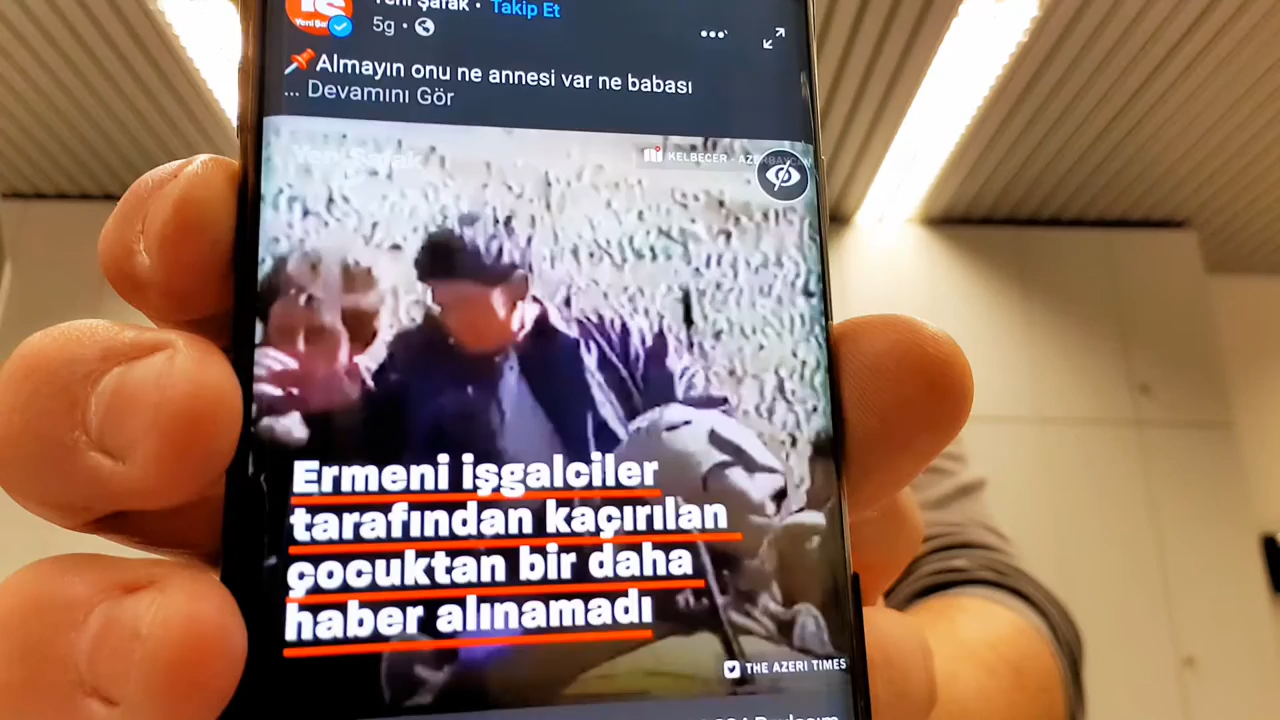 Yeni Şafak • Takip Et
5g •
Almayın onu ne annesi var ne babası
... Devamını Gör
Yeni Şafak
KELBECER - AZERBAYCAN
Ermeni işgalciler
tarafından kaçırılan
çocuktan bir daha
haber alınamadı
THE AZERI TIMES